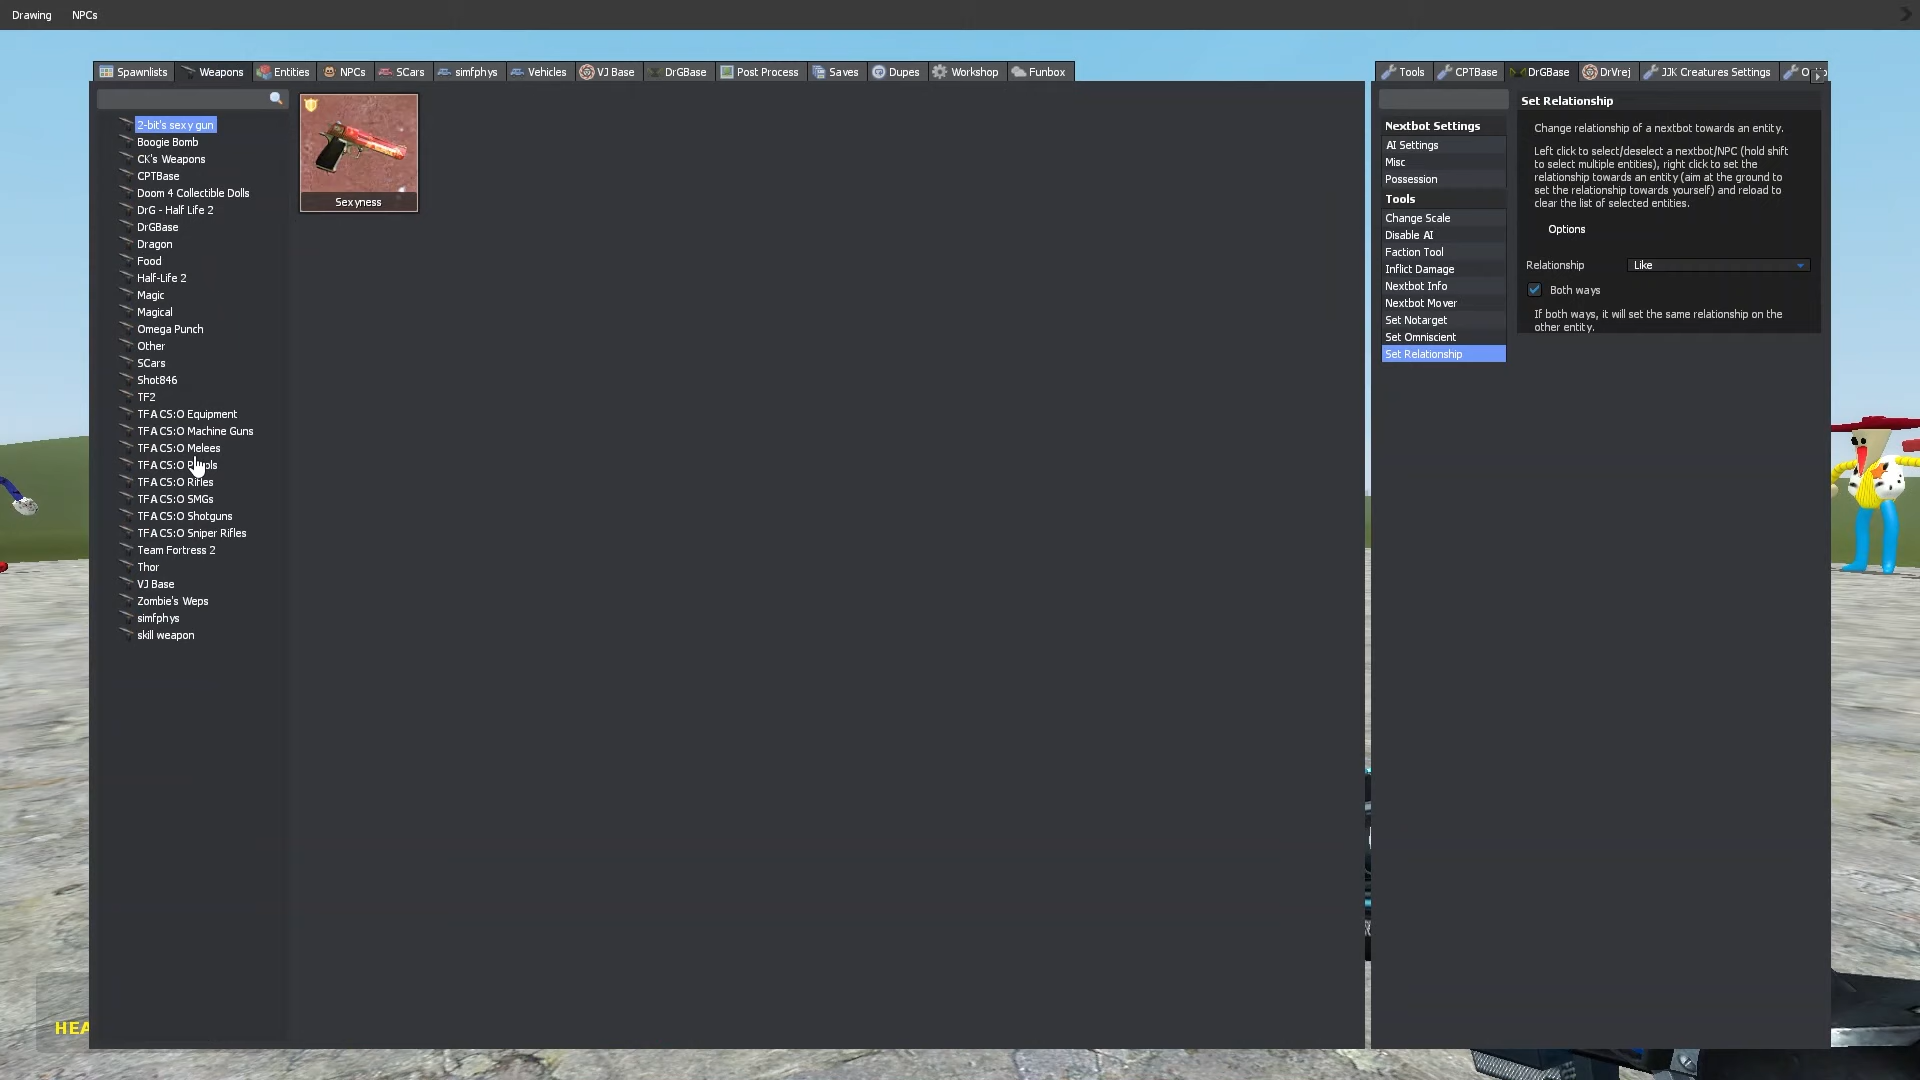 Drawing NPCs
Spawnlists Weapons Entities NPCs SCars simfphys Vehicles VJ Base DrGBase Post Process Saves Dupes Workshop Funbox
2-bit's sexy gun
Boogie Bomb
CK's Weapons
CPTBase
Doom 4 Collectible Dolls
DrG - Half Life 2
DrGBase
Dragon
Food
Half-Life 2
Magic
Magical
Omega Punch
Other
SCars
Shot846
TF2
TFA CS:O Equipment
TFA CS:O Machine Guns
TFA CS:O Melees
TFA CS:O
TFA CS:O Rifles
TFA CS:O SMGs
TFA CS:O Shotguns
TFA CS:O Sniper Rifles
Team Fortress 2
Thor
VJ Base
Zombie's Weps
simfphys
skill weapon
Sexyness
Tools CPTBase DrGBase DrVrej JJK Creatures Settings
Nextbot Settings
AI Settings
Misc
Possession
Tools
Change Scale
Disable AI
Faction Tool
Inflict Damage
Nextbot Info
Nextbot Mover
Set Notarget
Set Omniscient
Set Relationship
Set Relationship
Change relationship of a nextbot towards an entity.
Left click to select/deselect a nextbot/NPC (hold shift
to select multiple entities), right click to set the
relationship towards an entity (aim at the ground to
set the relationship towards yourself) and reload to
clear the list of selected entities.
Options
Relationship Like
Both ways
If both ways, it will set the same relationship on the
other entity.
HEA